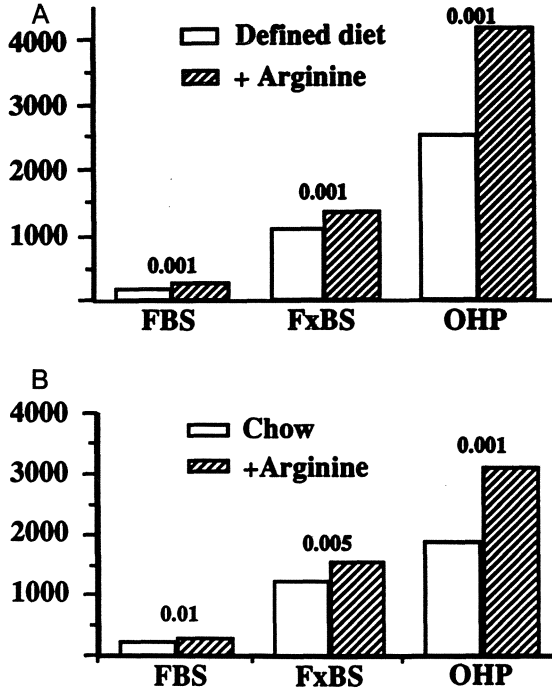 A
0.001
4000
Defined diet
+ Arginine
3000
2000
0.001
1000
0.001
FBS
FxBS
OHP
B
4000
Chow
0.001
3000
+Arginine
2000
0.005
1000
0.01
FBS
FxBS
OHP